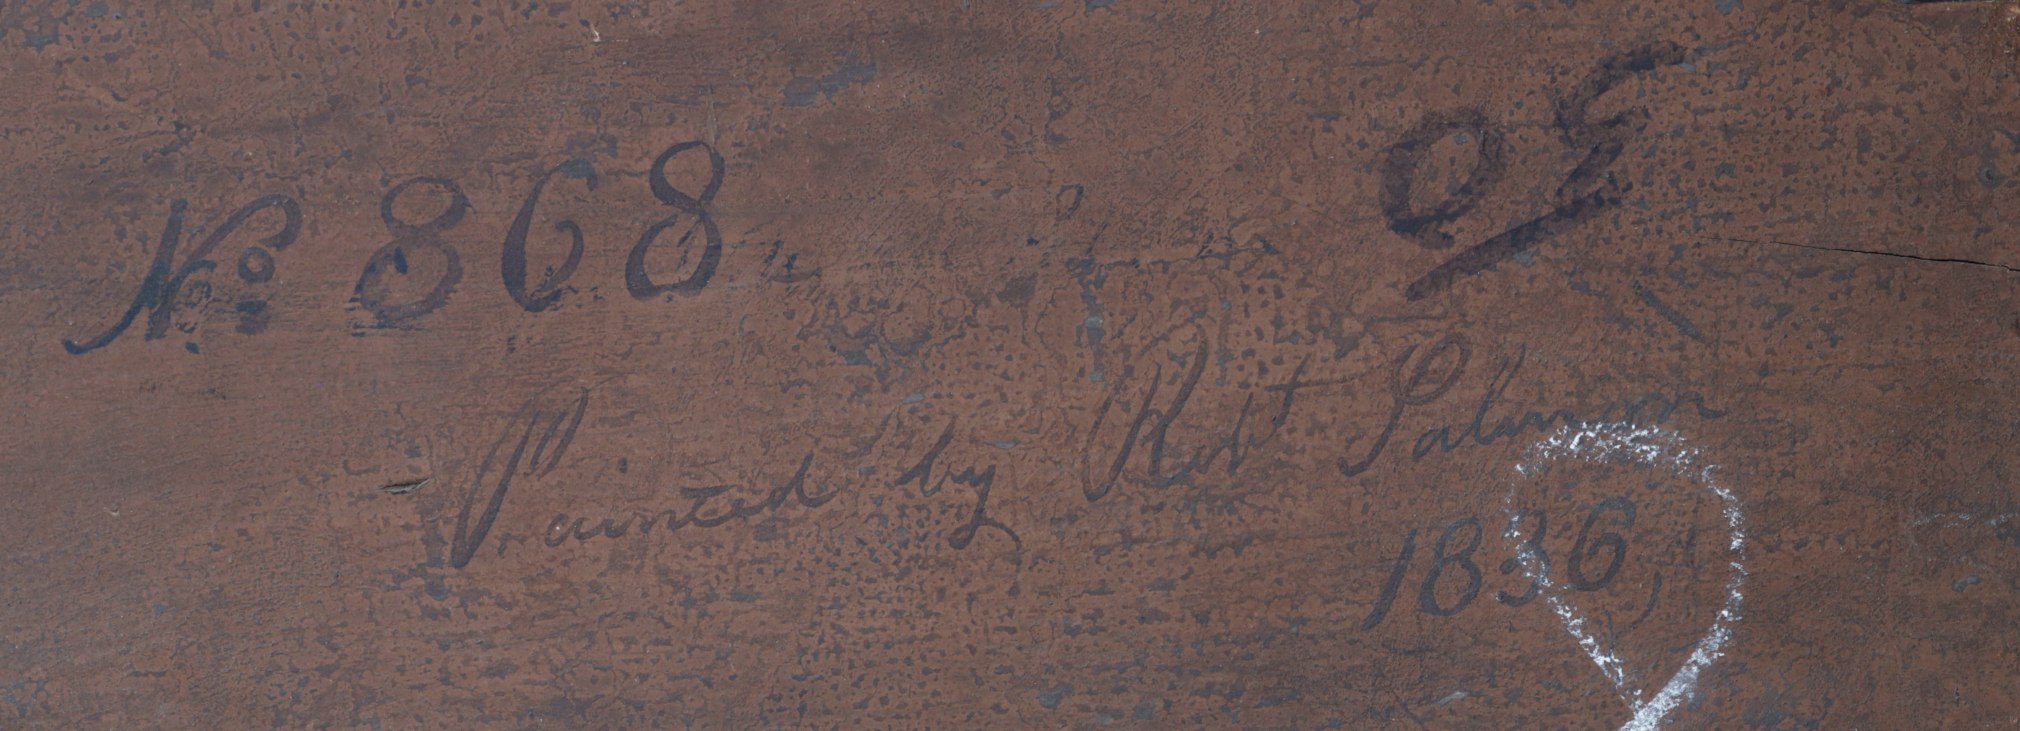 No 868
Painted by Robt Salmon
1836,